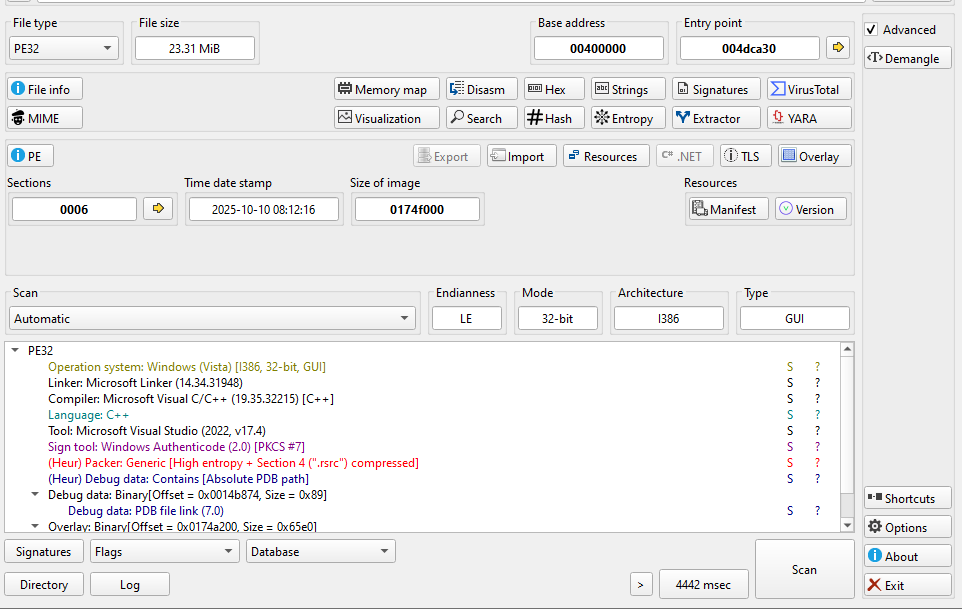 File type
File size
Base address
Entry point
PE32
23.31 MiB
00400000
004dca30
Advanced
Demangle
File info
Memory map
Disasm
Hex
Strings
Signatures
VirusTotal
MIME
Visualization
Search
Hash
Entropy
Extractor
YARA
PE
Export
Import
Resources
.NET
TLS
Overlay
Sections
Time date stamp
Size of image
Resources
0006
2025-10-10 08:12:16
0174f000
Manifest
Version
Scan
Endianness
Mode
Architecture
Type
Automatic
LE
32-bit
I386
GUI
PE32
Operation system: Windows (Vista) [I386, 32-bit, GUI] S ?
Linker: Microsoft Linker (14.34.31948) S ?
Compiler: Microsoft Visual C/C++ (19.35.32215) [C++] S ?
Language: C++ S ?
Tool: Microsoft Visual Studio (2022, v17.4) S ?
Sign tool: Windows Authenticode (2.0) [PKCS #7] S ?
(Heur) Packer: Generic [High entropy + Section 4 (".rsrc") compressed] S ?
(Heur) Debug data: Contains [Absolute PDB path] S ?
Debug data: Binary[Offset = 0x0014b874, Size = 0x89]
Debug data: PDB file link (7.0) S ?
Overlay: Binary[Offset = 0x0174a200, Size = 0x65e0]
Shortcuts
Options
About
Exit
Signatures
Flags
Database
Scan
Directory
Log
>
4442 msec